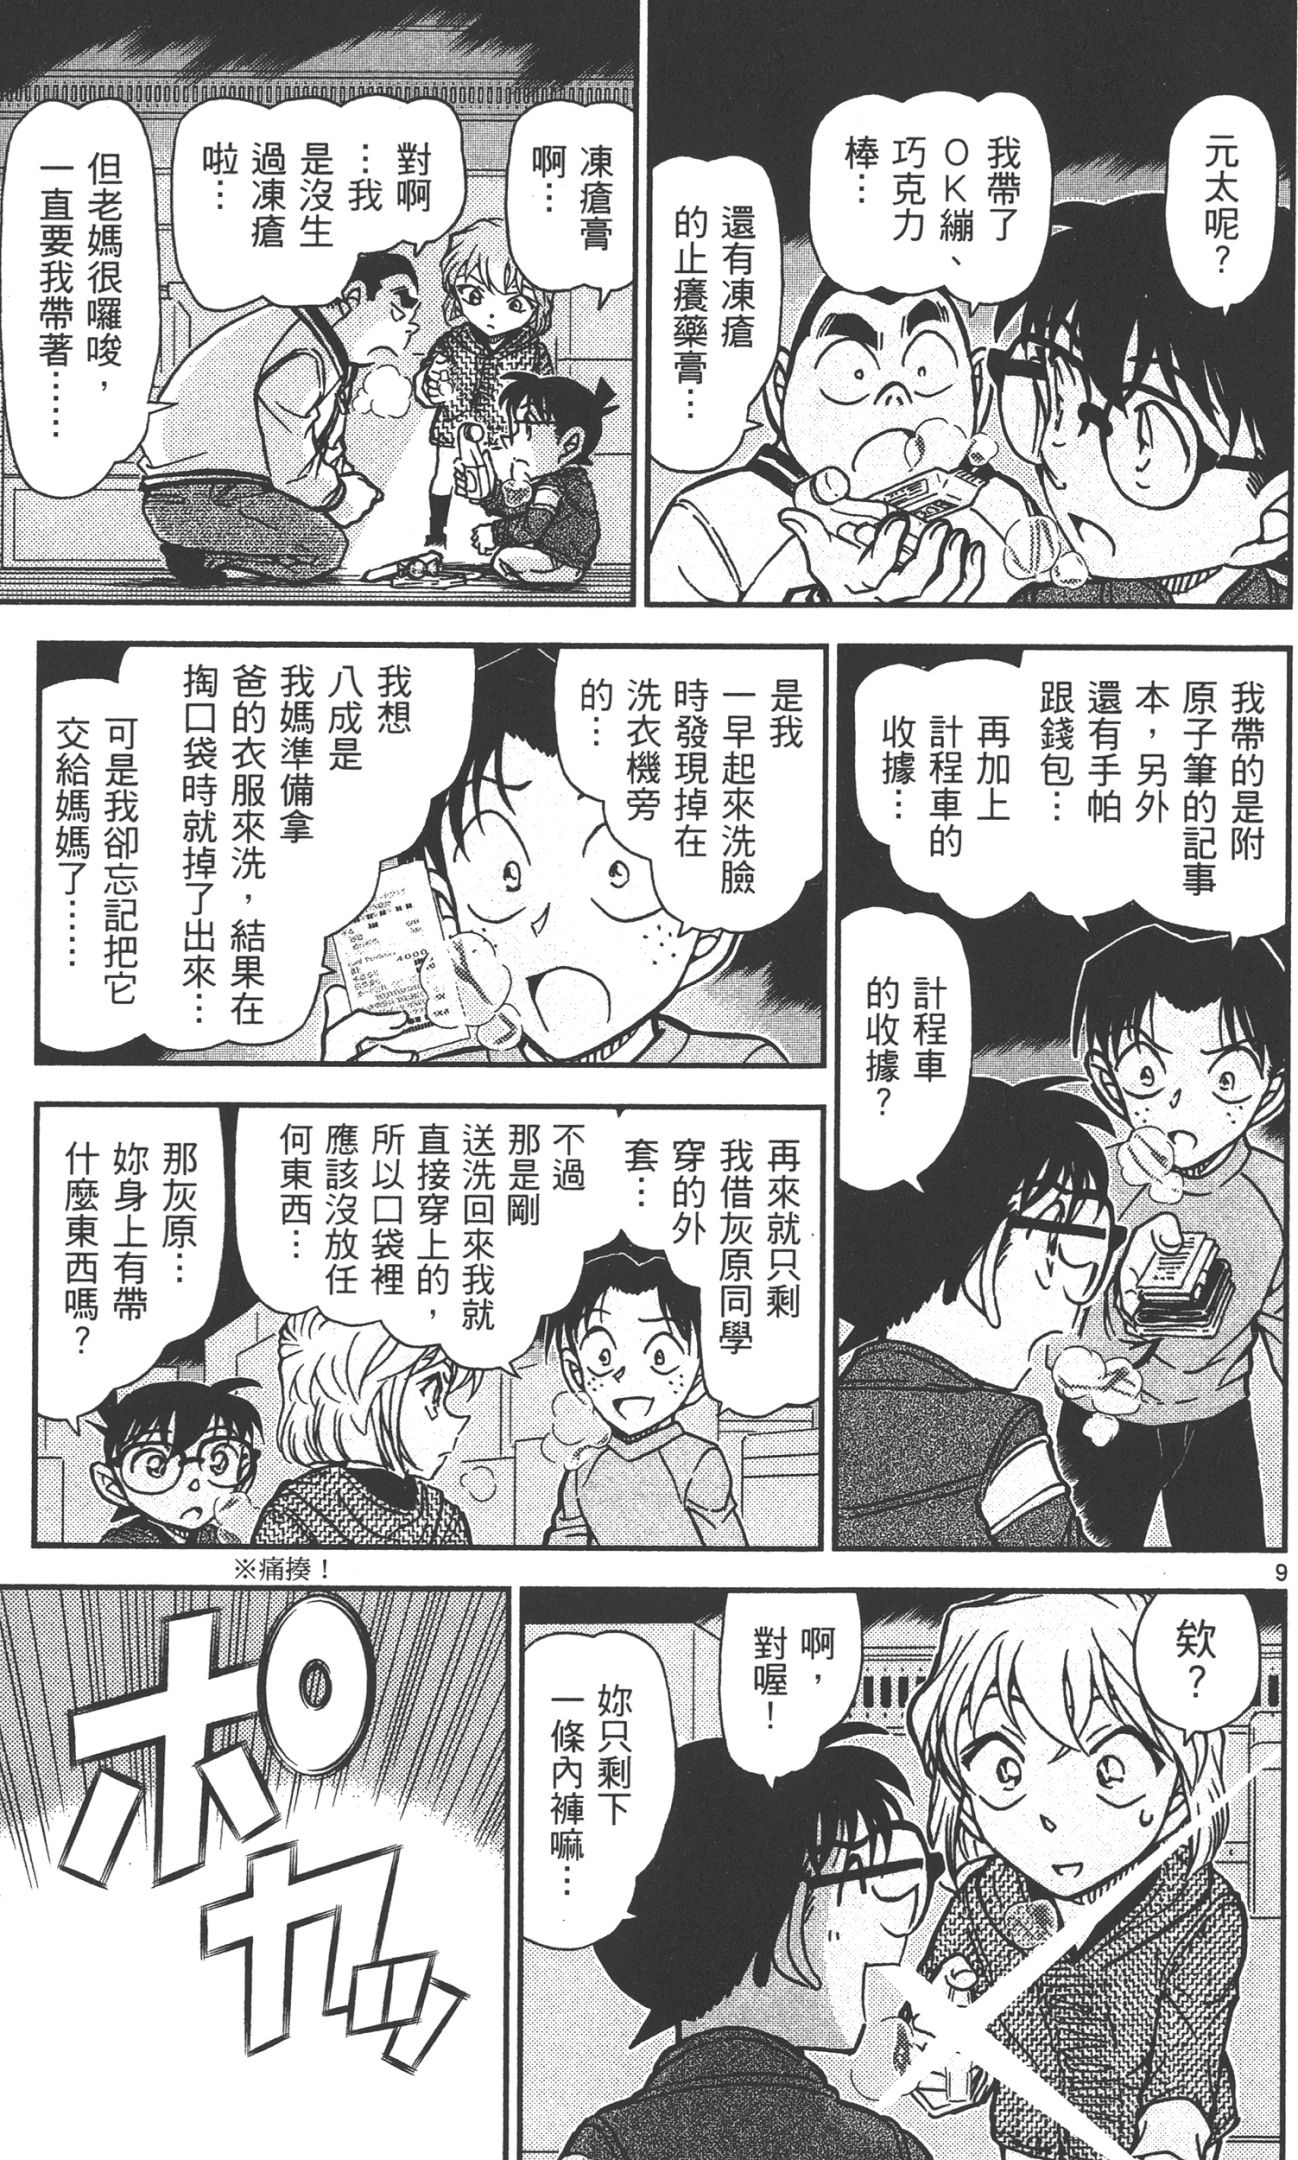 元太呢？
我帶了
ＯＫ繃、
巧克力
棒…
還有凍瘡
的止癢藥膏…
凍瘡膏
啊…
對啊
…我
是沒生
過凍瘡
啦…
但老媽很囉唆，
一直要我帶著……
我帶的是附
原子筆的記事
本，另外
還有手帕
跟錢包…
再加上
計程車的
收據…
計程車
的收據？
是我
一早起來洗臉
時發現掉在
洗衣機旁
的…
我想
八成是
我媽準備拿
爸的衣服來洗，結果在
掏口袋時就掉了出來…
可是我卻忘記把它
交給媽媽了……
4000
再來就只剩
我借灰原同學
穿的外
套…
不過
那是剛
送洗回來我就
直接穿上的，
所以口袋裡
應該沒放任
何東西…
那灰原…
妳身上有帶
什麼東西嗎？
9
欸？
啊，
對喔！
妳只剩下
一條內褲嘛…
※痛揍！
ポカッ